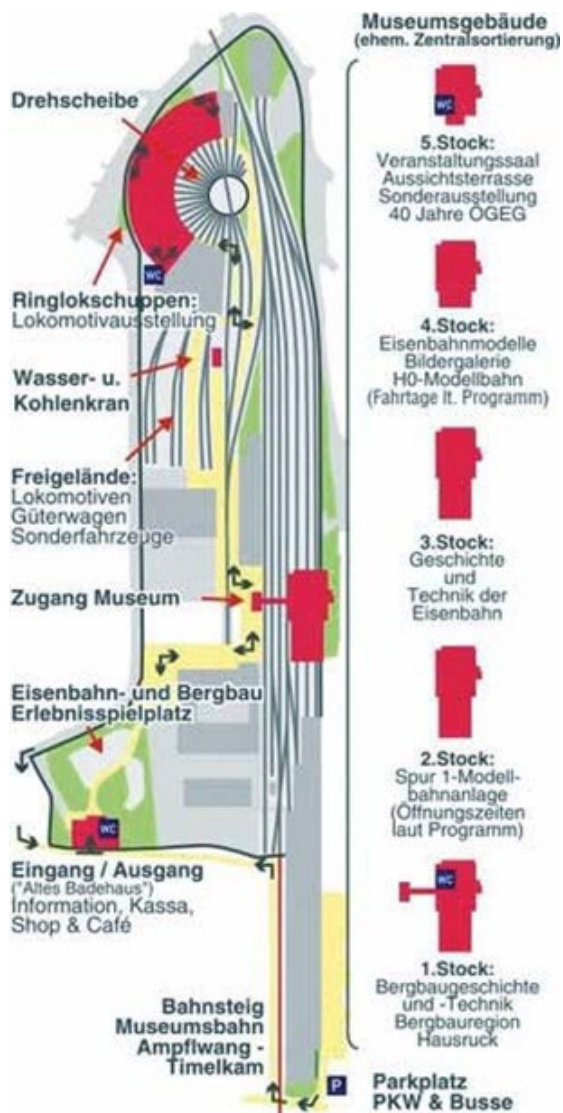 Museumsgebäude
(ehem. Zentralsortierung)
Drehscheibe
WC
Ringlokschuppen:
Lokomotivausstellung
Wasser- u.
Kohlenkran
Freigelände:
Lokomotiven
Güterwagen
Sonderfahrzeuge
Zugang Museum
Eisenbahn- und Bergbau
Erlebnisspielplatz
WC
Eingang / Ausgang
("Altes Badehaus")
Information, Kassa,
Shop & Café
Bahnsteig
Museumsbahn
Ampflwang -
Timelkam
WC
5.Stock:
Veranstaltungssaal
Aussichtsterrasse
Sonderausstellung
40 Jahre ÖGEG
4.Stock:
Eisenbahnmodelle
Bildergalerie
H0-Modellbahn
(Fahrtage lt. Programm)
3.Stock:
Geschichte
und
Technik der
Eisenbahn
2.Stock:
Spur 1-Modell-
bahnanlage
(Öffnungszeiten
laut Programm)
WC
1.Stock:
Bergbaugeschichte
und -Technik
Bergbauregion
Hausruck
P
Parkplatz
PKW & Busse